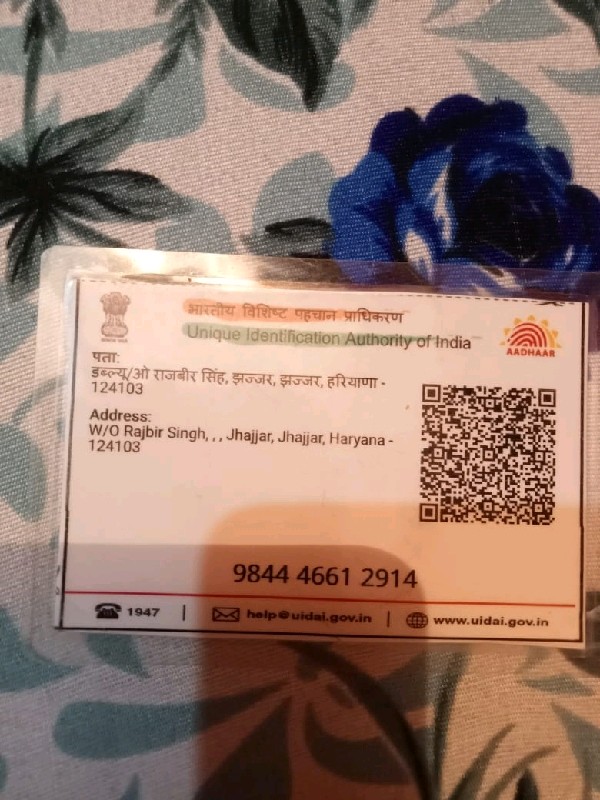 भारतीय विशिष्ट पहचान प्राधिकरण
Unique Identification Authority of India
AADHAAR
पता:
डब्ल्यू/ओ राजबीर सिंह, झज्जर, झज्जर, हरियाणा -
124103
Address:
W/O Rajbir Singh, , , Jhajjar, Jhajjar, Haryana -
124103
9844 4661 2914
1947 | help@uidai.gov.in | www.uidai.gov.in